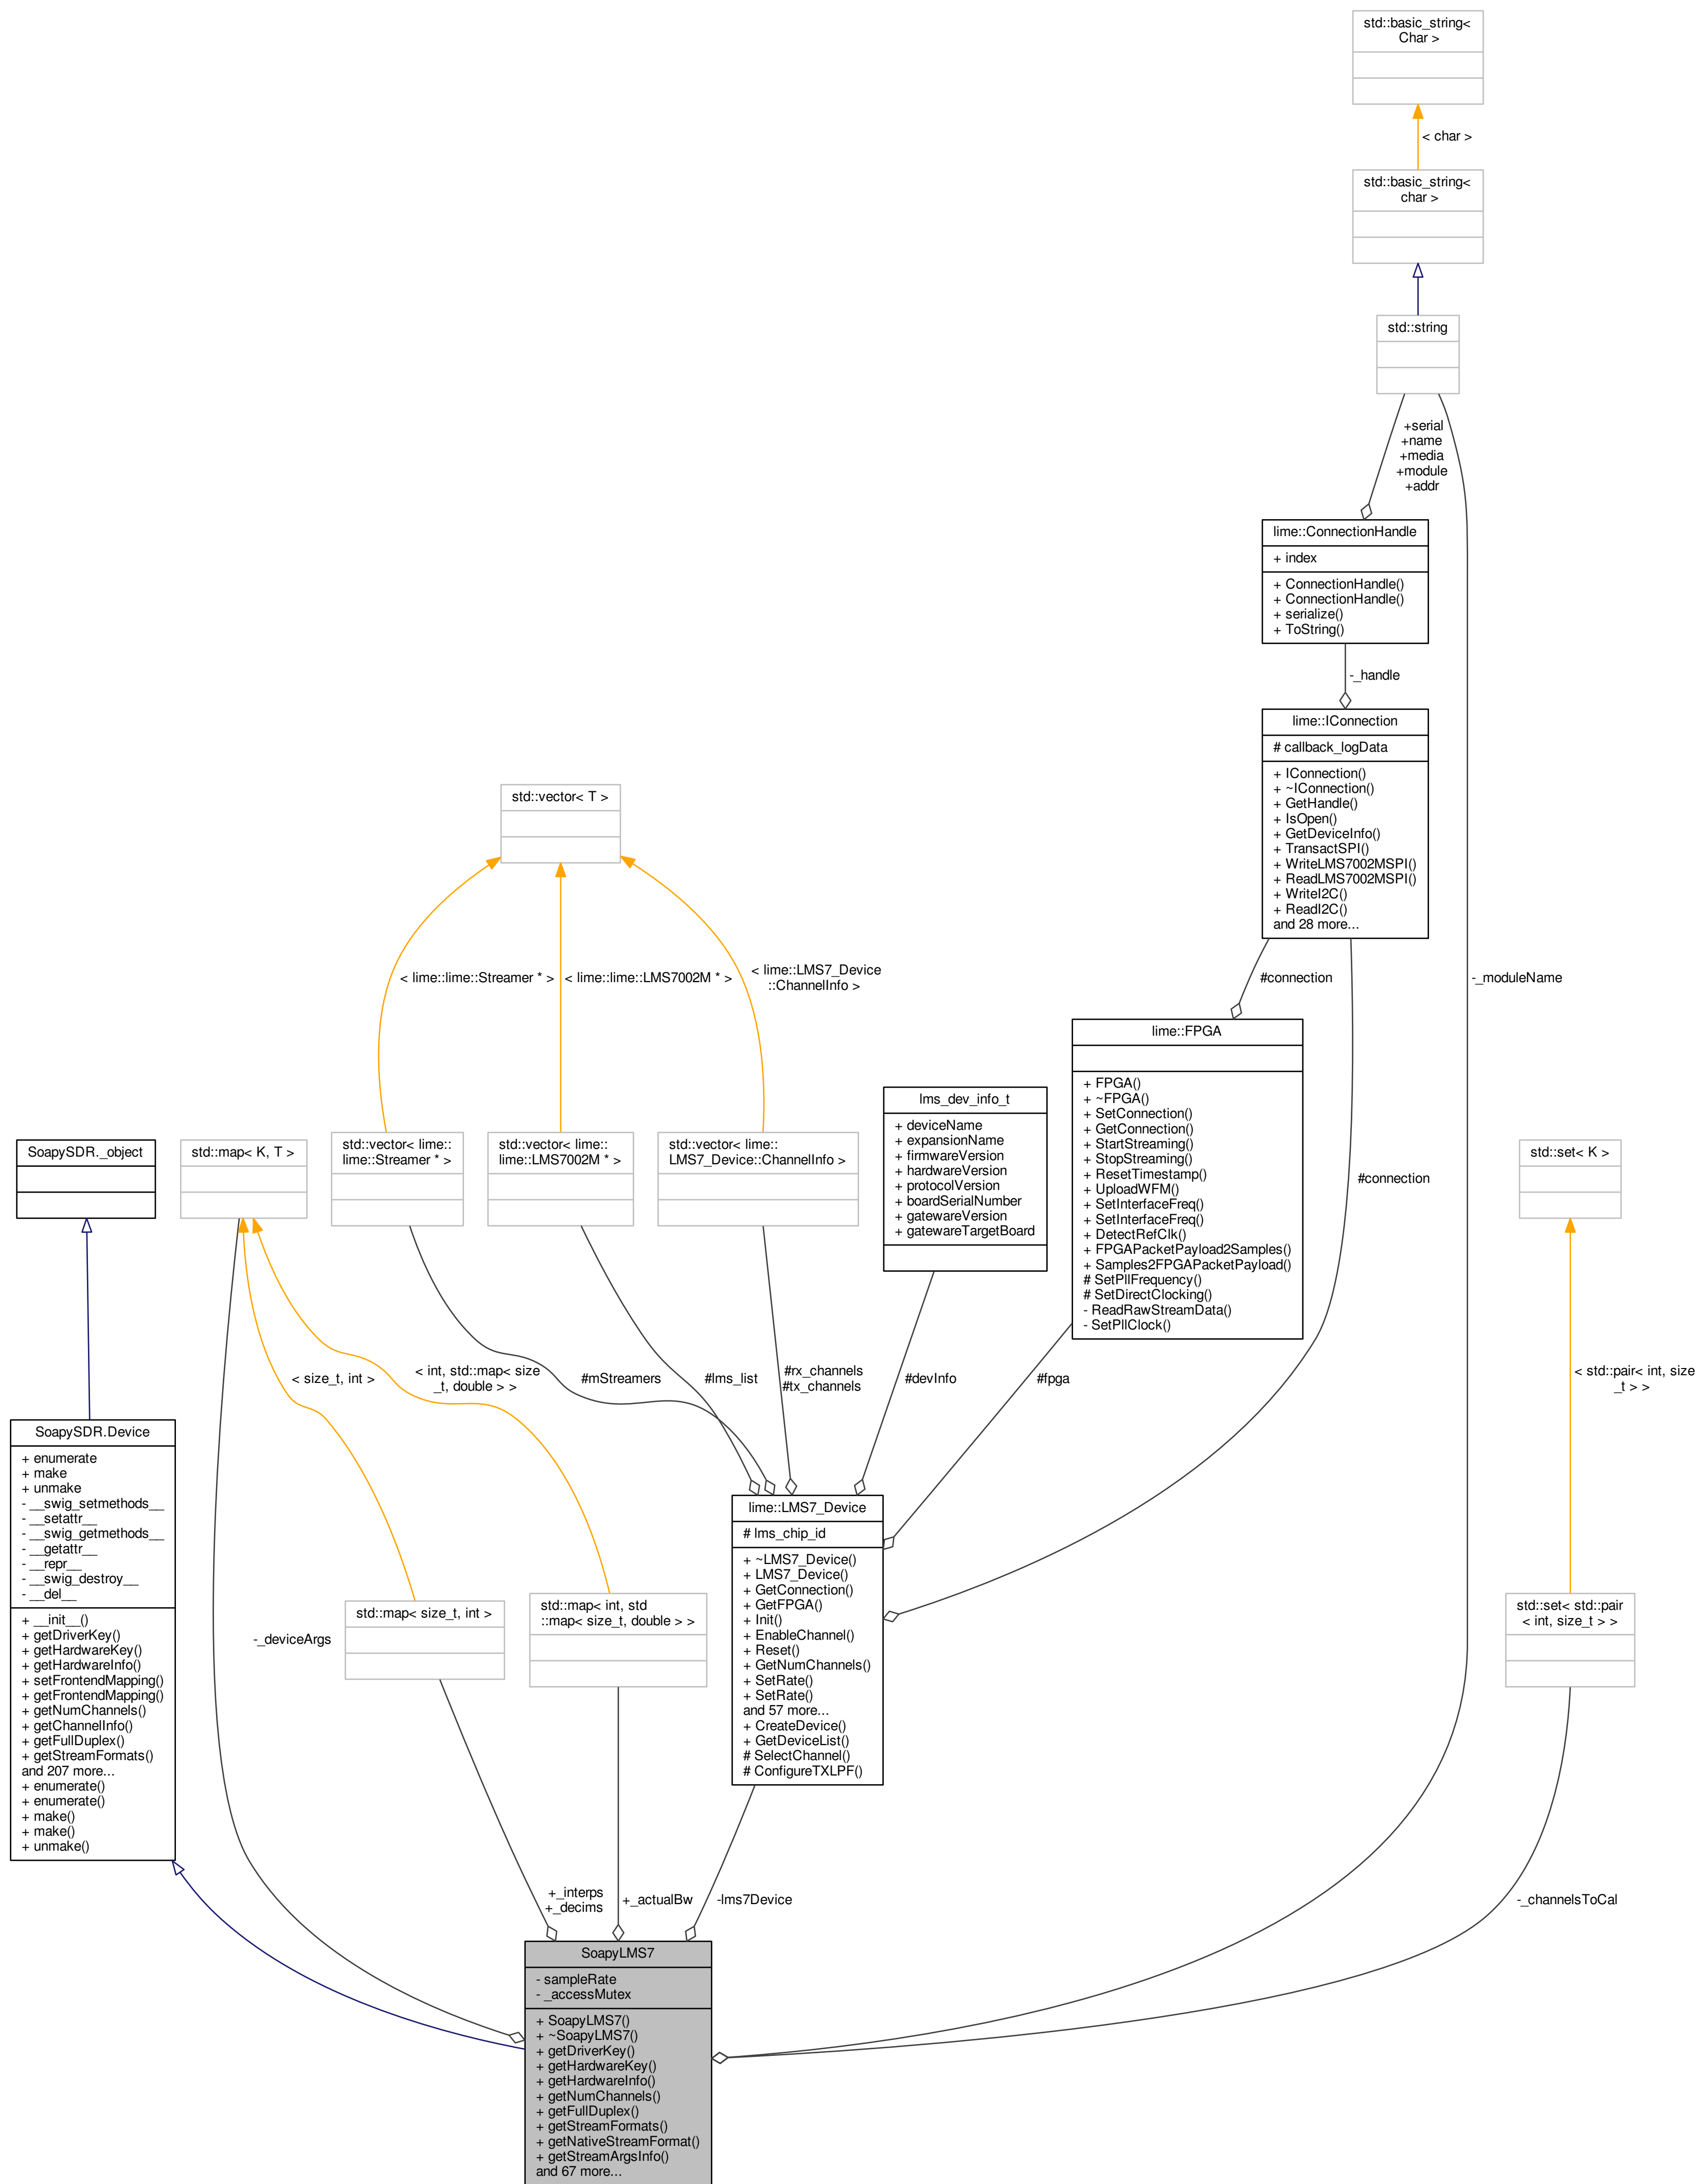 std::basic_string<
Char >
< char >
std::basic_string<
char >
std::string
+serial
+name
+media
+module
+addr
lime::ConnectionHandle
+ index
+ ConnectionHandle()
+ ConnectionHandle()
+ serialize()
+ ToString()
-_handle
lime::IConnection
# callback_logData
+ IConnection()
+ ~IConnection()
+ GetHandle()
+ IsOpen()
+ GetDeviceInfo()
+ TransactSPI()
+ WriteLMS7002MSPI()
+ ReadLMS7002MSPI()
+ WriteI2C()
+ ReadI2C()
and 28 more...
std::vector< T >
< lime::lime::Streamer * >
< lime::lime::LMS7002M * >
< lime::LMS7_Device
::ChannelInfo >
#connection
-_moduleName
lime::FPGA
+ FPGA()
+ ~FPGA()
+ SetConnection()
+ GetConnection()
+ StartStreaming()
+ StopStreaming()
+ ResetTimestamp()
+ UploadWFM()
+ SetInterfaceFreq()
+ SetInterfaceFreq()
+ DetectRefClk()
+ FPGAPacketPayload2Samples()
+ Samples2FPGAPacketPayload()
# SetPllFrequency()
# SetDirectClocking()
- ReadRawStreamData()
- SetPllClock()
lms_dev_info_t
+ deviceName
+ expansionName
+ firmwareVersion
+ hardwareVersion
+ protocolVersion
+ boardSerialNumber
+ gatewareVersion
+ gatewareTargetBoard
#connection
SoapySDR._object
std::map< K, T >
std::vector< lime::
lime::Streamer * >
std::vector< lime::
lime::LMS7002M * >
std::vector< lime::
LMS7_Device::ChannelInfo >
std::set< K >
< size_t, int >
< int, std::map< size
_t, double > >
#mStreamers
#lms_list
#rx_channels
#tx_channels
#devInfo
#fpga
< std::pair< int, size
_t > >
SoapySDR.Device
+ enumerate
+ make
+ unmake
- __swig_setmethods__
- __setattr__
- __swig_getmethods__
- __getattr__
- __repr__
- __swig_destroy__
- __del__
+ __init__()
+ getDriverKey()
+ getHardwareKey()
+ getHardwareInfo()
+ setFrontendMapping()
+ getFrontendMapping()
+ getNumChannels()
+ getChannelInfo()
+ getFullDuplex()
+ getStreamFormats()
and 207 more...
+ enumerate()
+ enumerate()
+ make()
+ make()
+ unmake()
-_deviceArgs
std::map< size_t, int >
std::map< int, std
::map< size_t, double > >
lime::LMS7_Device
# lms_chip_id
+ ~LMS7_Device()
+ LMS7_Device()
+ GetConnection()
+ GetFPGA()
+ Init()
+ EnableChannel()
+ Reset()
+ GetNumChannels()
+ SetRate()
+ SetRate()
and 57 more...
+ CreateDevice()
+ GetDeviceList()
# SelectChannel()
# ConfigureTXLPF()
std::set< std::pair
< int, size_t > >
+_interps
+_decims
+_actualBw
-lms7Device
-_channelsToCal
SoapyLMS7
- sampleRate
- _accessMutex
+ SoapyLMS7()
+ ~SoapyLMS7()
+ getDriverKey()
+ getHardwareKey()
+ getHardwareInfo()
+ getNumChannels()
+ getFullDuplex()
+ getStreamFormats()
+ getNativeStreamFormat()
+ getStreamArgsInfo()
and 67 more...